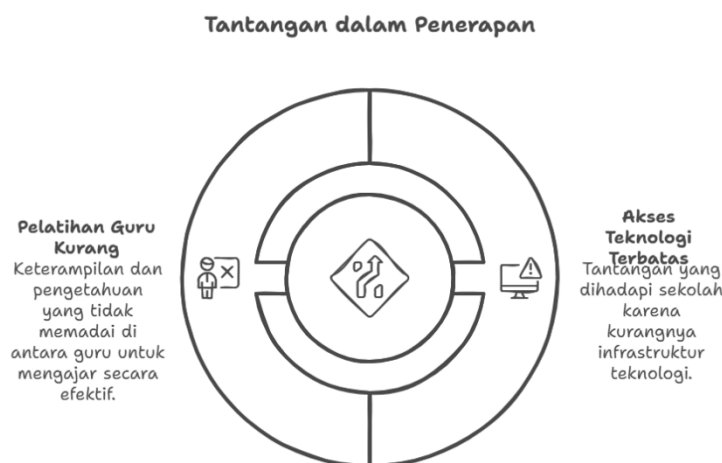 Tantangan dalam Penerapan
Pelatihan Guru
Kurang
Keterampilan dan
pengetahuan
yang tidak
memadai di
antara guru untuk
mengajar secara
efektif.
Akses
Teknologi
Terbatas
Tantangan yang
dihadapi sekolah
karena
kurangnya
infrastruktur
teknologi.